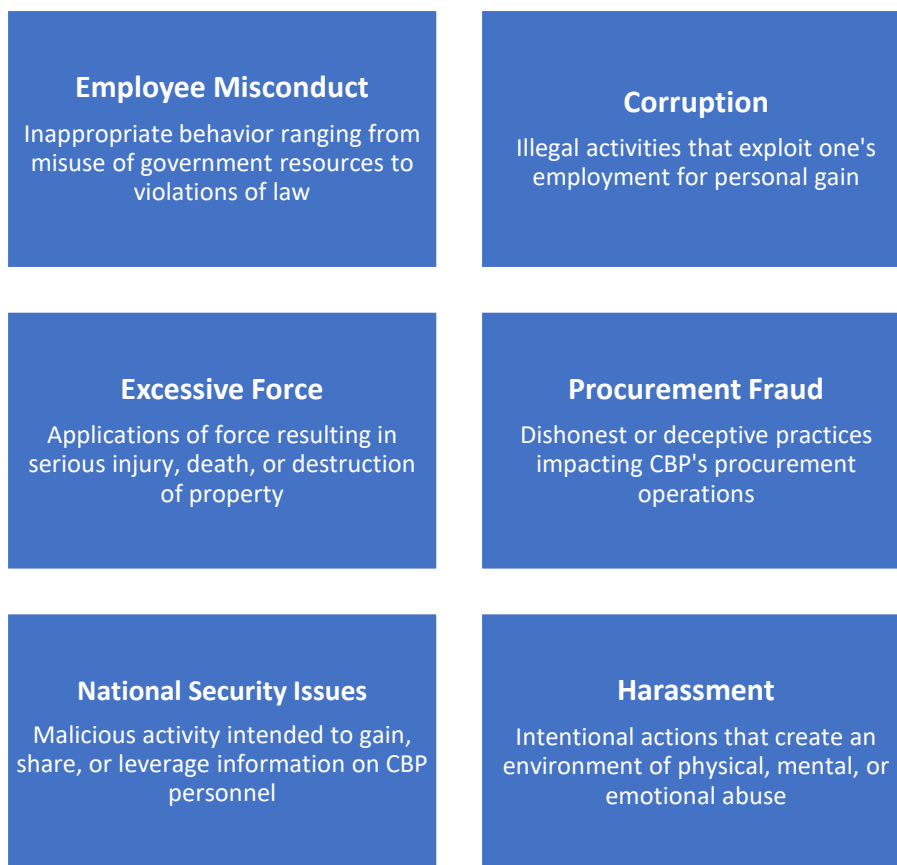 Employee Misconduct
Inappropriate behavior ranging from
misuse of government resources to
violations of law
Corruption
Illegal activities that exploit one's
employment for personal gain
Excessive Force
Applications of force resulting in
serious injury, death, or destruction
of property
Procurement Fraud
Dishonest or deceptive practices
impacting CBP's procurement
operations
National Security Issues
Malicious activity intended to gain,
share, or leverage information on CBP
personnel
Harassment
Intentional actions that create an
environment of physical, mental, or
emotional abuse